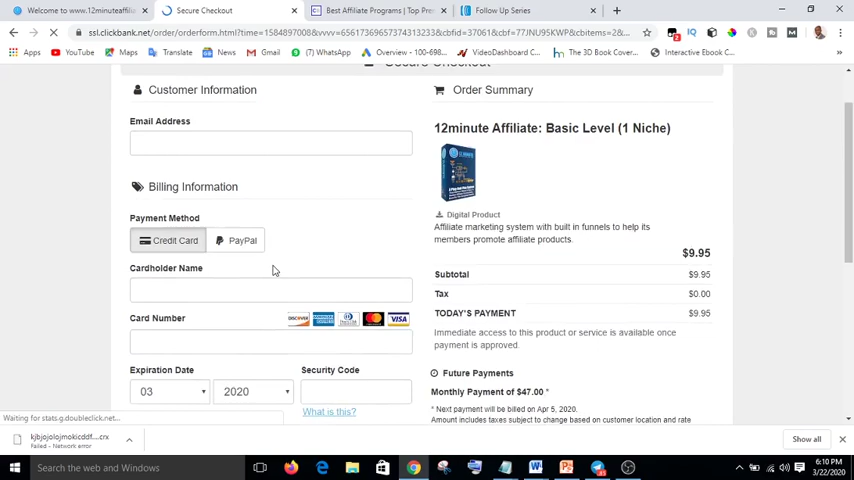 Welcome to www.12minuteaffilia
Secure Checkout
Best Affiliate Programs | Top Pre
Follow Up Series
ssl.clickbank.net/order/orderform.html?time=1584897008&vvvv=656173696574374313233&cbfid=37061&cbf=77JNU95KWP&cbitems=2&...
Apps
YouTube
Maps
Translate
News
Gmail
(7) WhatsApp
Overview - 100-698...
VideoDashboard C...
The 3D Book Cover...
Interactive Ebook C...
Secure Checkout
Customer Information
Order Summary
Email Address
12minute Affiliate: Basic Level (1 Niche)
Billing Information
Payment Method
Digital Product
Affiliate marketing system with built in funnels to help its
members promote affiliate products.
Credit Card
PayPal
$9.95
Cardholder Name
Subtotal $9.95
Tax $0.00
Card Number
DISCOVER
VISA
TODAY'S PAYMENT $9.95
Immediate access to this product or service is available once
payment is approved.
Expiration Date
Security Code
Future Payments
03
2020
Monthly Payment of $47.00 *
What is this?
* Next payment will be billed on Apr 5, 2020.
Amount includes taxes subject to change based on customer location and rate
Waiting for stats.g.doubleclick.net...
kjbjojolojmokicddf....crx
Failed - Network error
Show all
Search the web and Windows
6:10 PM
3/22/2020